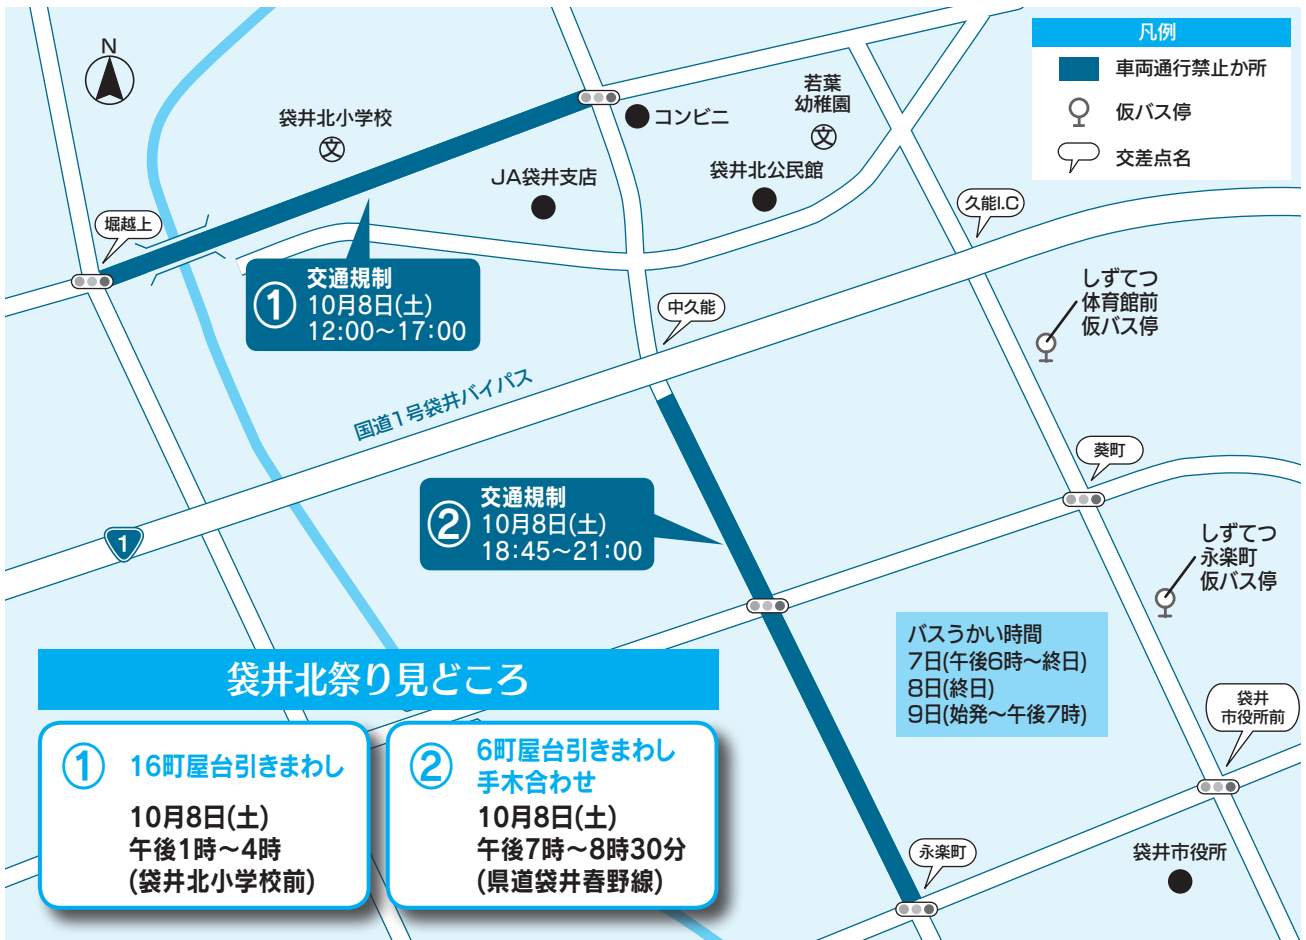 N
凡例
車両通行禁止か所
仮バス停
交差点名
若葉
幼稚園
文
コンビニ
袋井北小学校
文
JA袋井支店
袋井北公民館
堀越上
久能I.C
① 交通規制
10月8日(土)
12:00〜17:00
中久能
しずてつ
体育館前
仮バス停
国道1号袋井バイパス
葵町
② 交通規制
10月8日(土)
18:45〜21:00
1
しずてつ
永楽町
仮バス停
バスうかい時間
7日(午後6時〜終日)
8日(終日)
9日(始発〜午後7時)
袋井
市役所前
永楽町
袋井市役所
袋井北祭り見どころ
① 16町屋台引きまわし
10月8日(土)
午後1時〜4時
(袋井北小学校前)
② 6町屋台引きまわし
手木合わせ
10月8日(土)
午後7時〜8時30分
(県道袋井春野線)